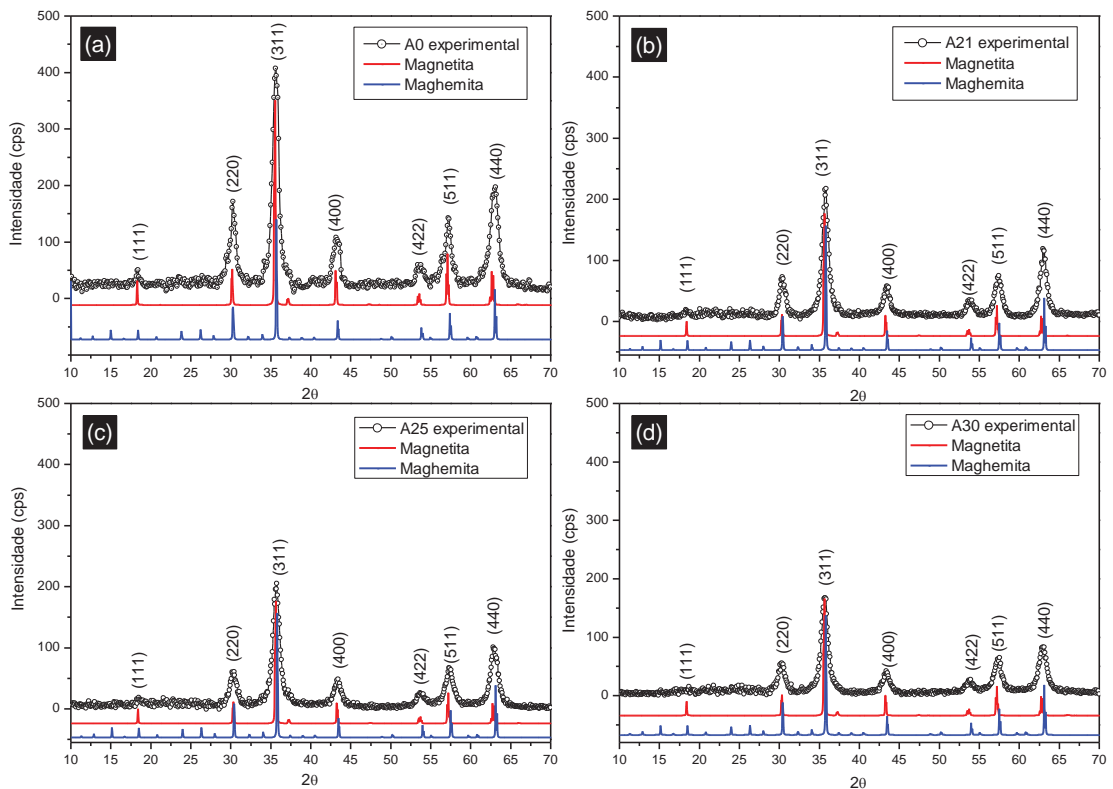 (a)
A0 experimental
Magnetita
Maghemita
(111)
(220)
(311)
(400)
(422)
(511)
(440)
Intensidade (cps)
500
400
300
200
100
0
10 15 20 25 30 35 40 45 50 55 60 65 70
2θ
(b)
A21 experimental
Magnetita
Maghemita
(111)
(220)
(311)
(400)
(422)
(511)
(440)
Intensidade (cps)
500
400
300
200
100
0
10 15 20 25 30 35 40 45 50 55 60 65 70
2θ
(c)
A25 experimental
Magnetita
Maghemita
(111)
(220)
(311)
(400)
(422)
(511)
(440)
Intensidade (cps)
500
400
300
200
100
0
10 15 20 25 30 35 40 45 50 55 60 65 70
2θ
(d)
A30 experimental
Magnetita
Maghemita
(111)
(220)
(311)
(400)
(422)
(511)
(440)
Intensidade (cps)
500
400
300
200
100
0
10 15 20 25 30 35 40 45 50 55 60 65 70
2θ